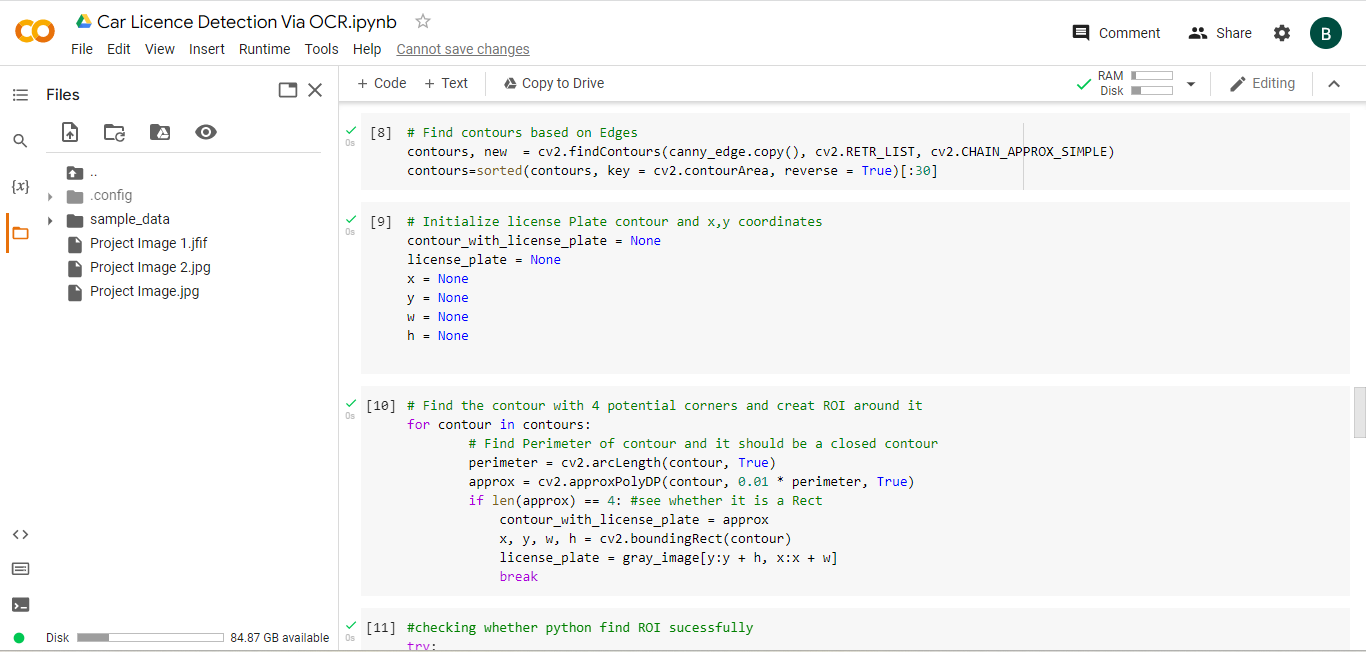 Car Licence Detection Via OCR.ipynb
File Edit View Insert Runtime Tools Help Cannot save changes
Comment Share B
Files
+ Code + Text Copy to Drive
RAM
Disk
Editing
..
.config
sample_data
Project Image 1.jfif
Project Image 2.jpg
Project Image.jpg
{x}
<>
Disk 84.87 GB available
0s
[8] # Find contours based on Edges
contours, new  = cv2.findContours(canny_edge.copy(), cv2.RETR_LIST, cv2.CHAIN_APPROX_SIMPLE)
contours=sorted(contours, key = cv2.contourArea, reverse = True)[:30]
0s
[9] # Initialize license Plate contour and x,y coordinates
contour_with_license_plate = None
license_plate = None
x = None
y = None
w = None
h = None
0s
[10] # Find the contour with 4 potential corners and creat ROI around it
for contour in contours:
# Find Perimeter of contour and it should be a closed contour
perimeter = cv2.arcLength(contour, True)
approx = cv2.approxPolyDP(contour, 0.01 * perimeter, True)
if len(approx) == 4: #see whether it is a Rect
contour_with_license_plate = approx
x, y, w, h = cv2.boundingRect(contour)
license_plate = gray_image[y:y + h, x:x + w]
break
0s
[11] #checking whether python find ROI sucessfully
try: